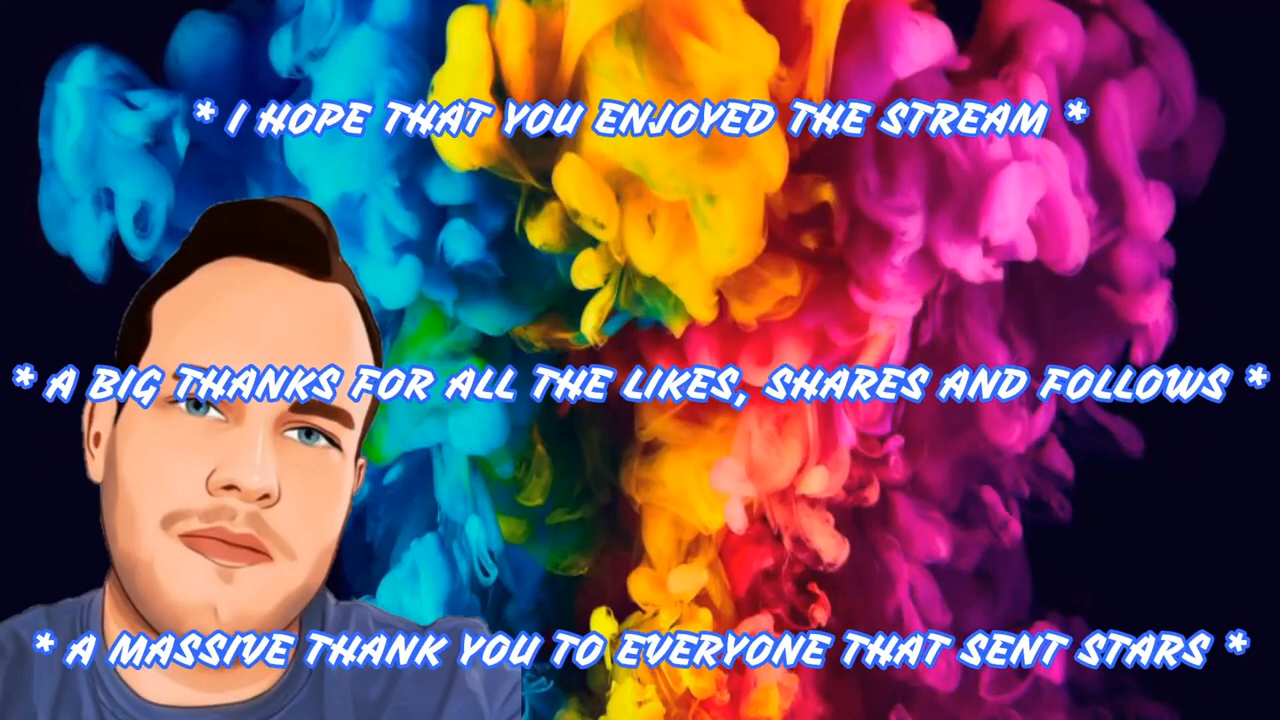 * I HOPE THAT YOU ENJOYED THE STREAM *
* A BIG THANKS FOR ALL THE LIKES, SHARES AND FOLLOWS *
* A MASSIVE THANK YOU TO EVERYONE THAT SENT STARS *